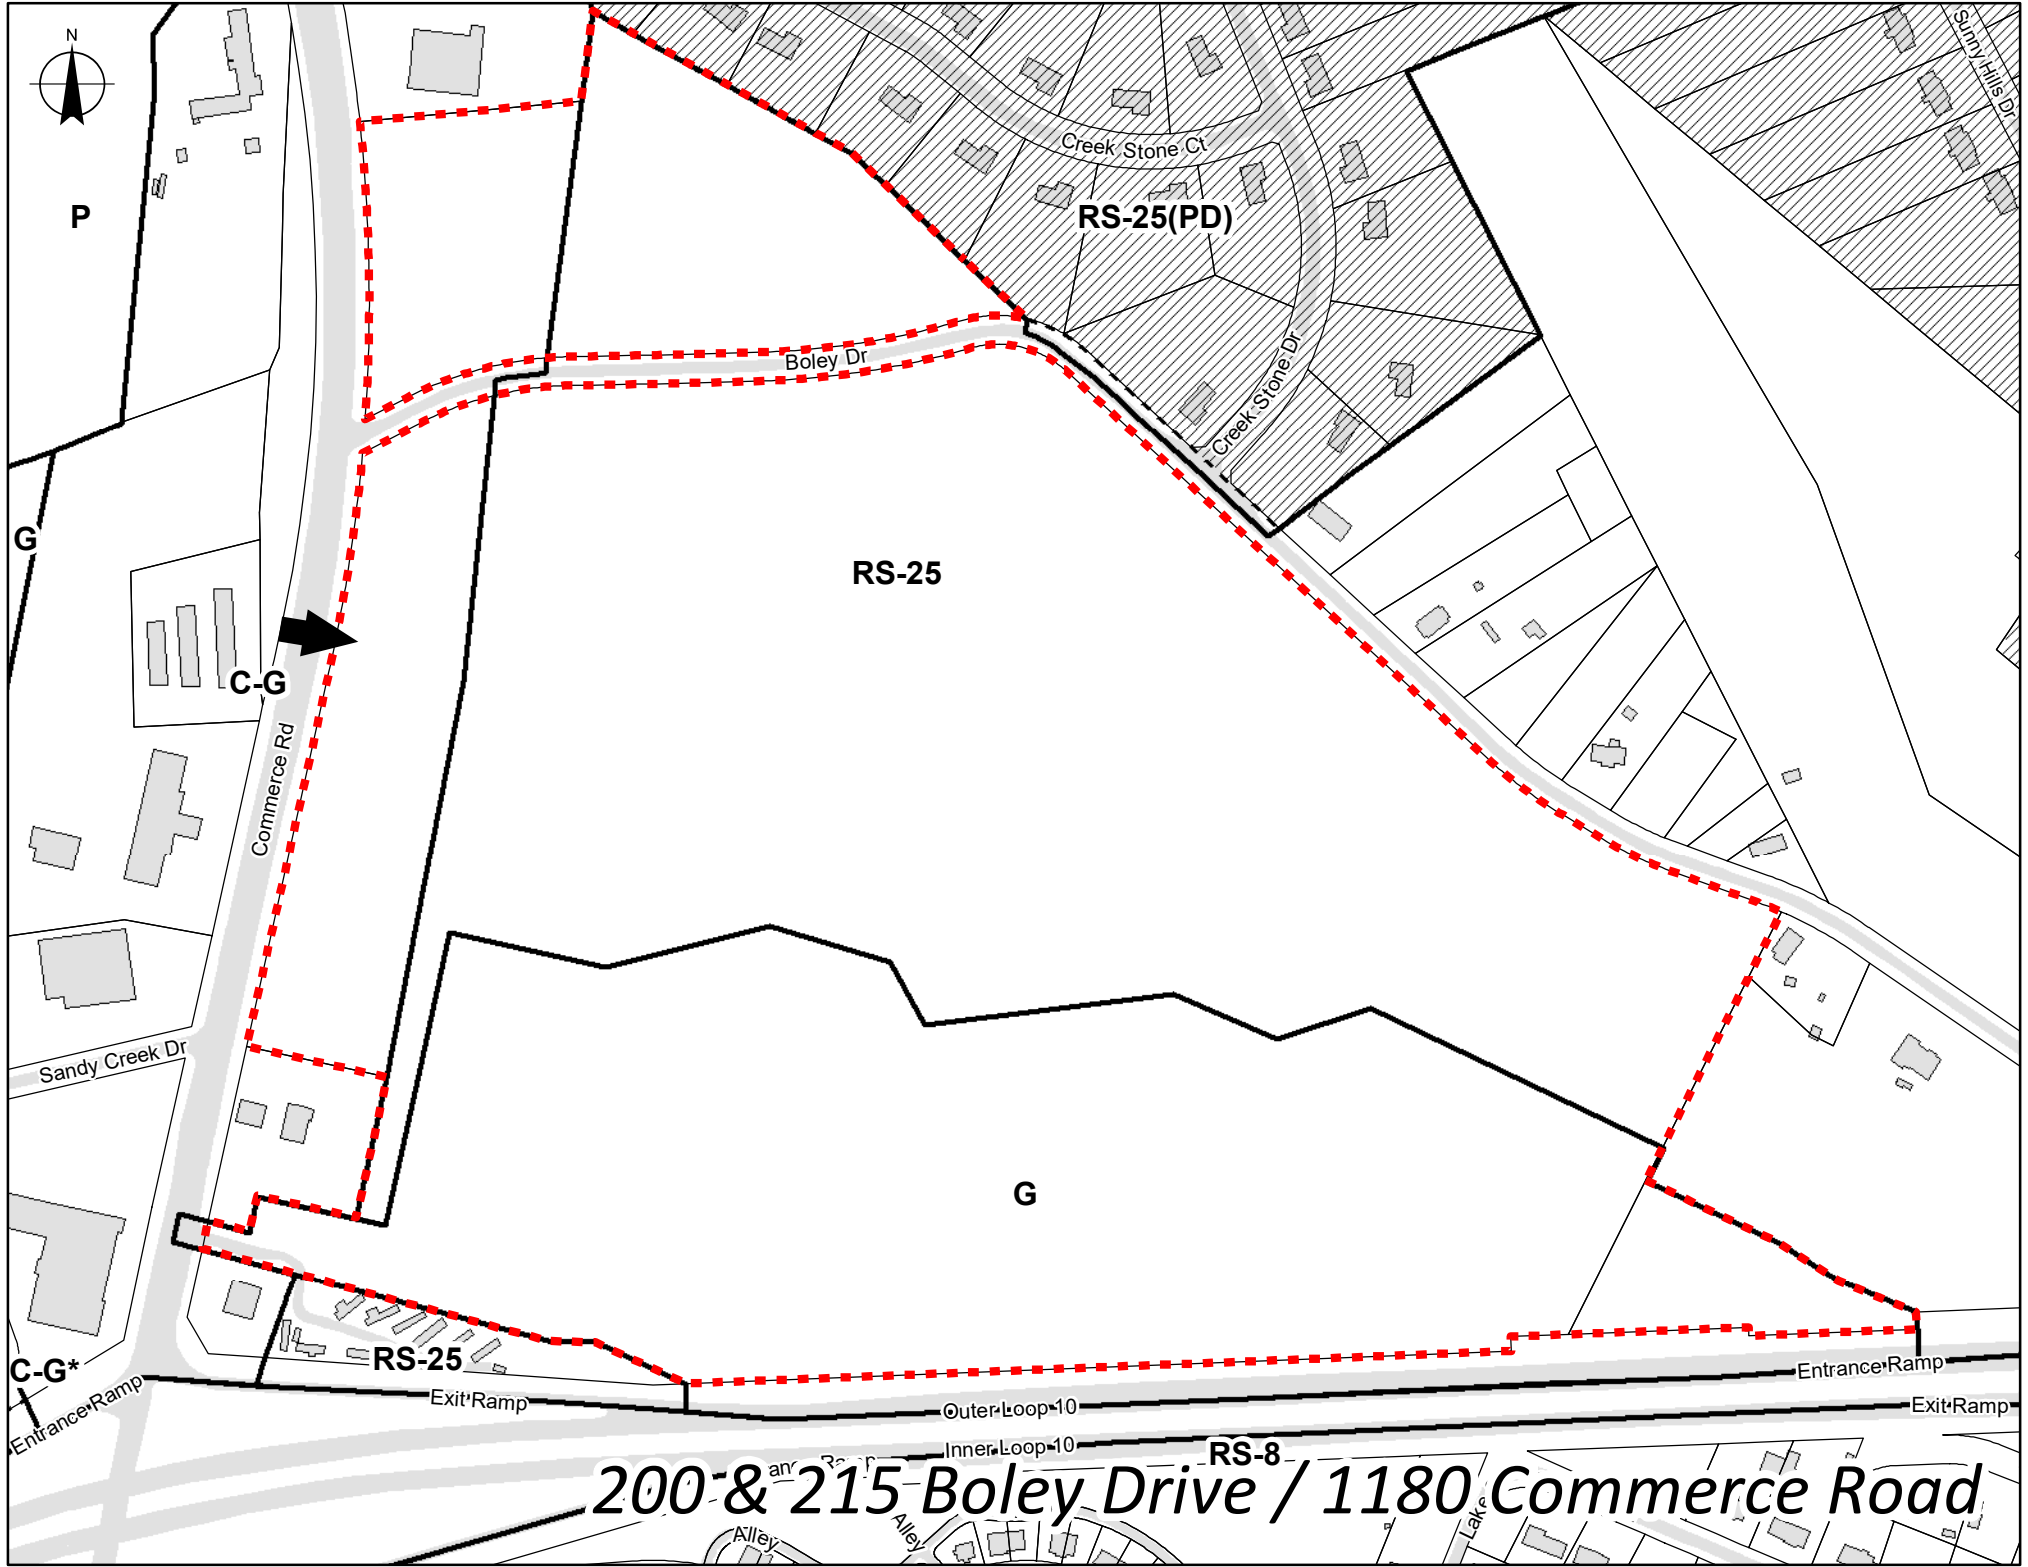 N
Sunny Hills Dr
Creek Stone Ct
P
RS-25(PD)
Boley Dr
Creek Stone Dr
G
RS-25
C-G
Commerce Rd
Sandy Creek Dr
G
RS-25
C-G*
Entrance Ramp
Exit Ramp
Entrance Ramp
Outer Loop 10
Exit Ramp
Inner Loop 10
RS-8
Ramp
200 & 215 Boley Drive / 1180 Commerce Road
Alley
Alley
Lake